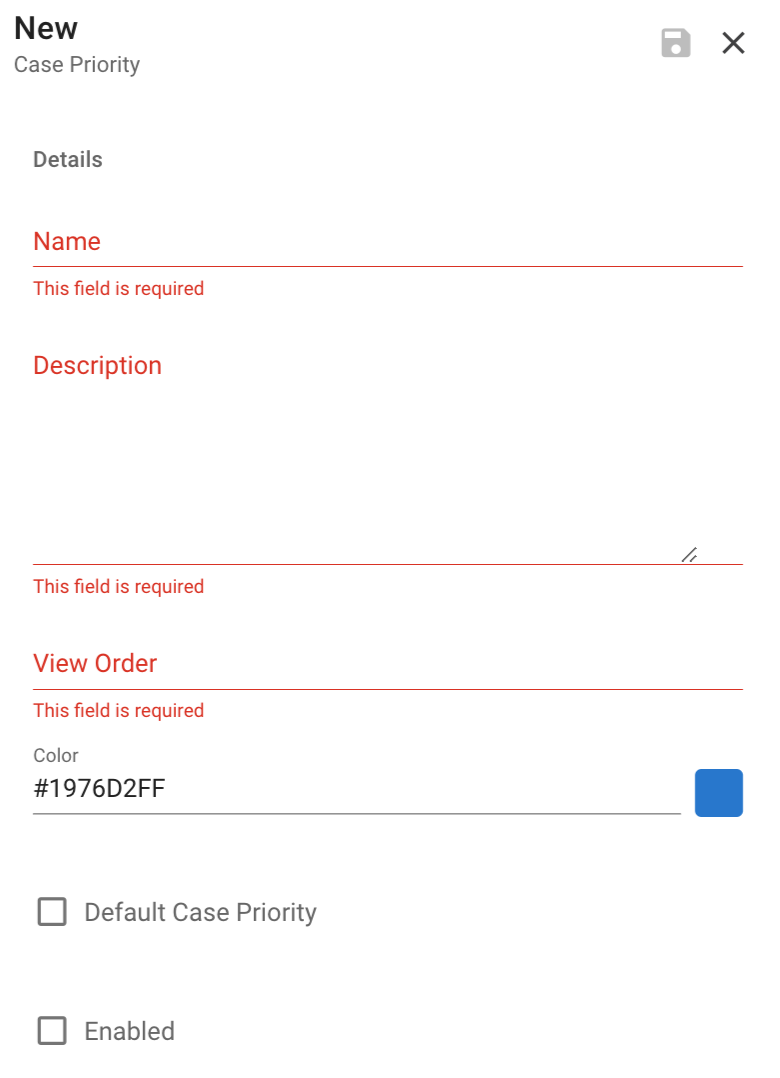 New
Case Priority
Details
Name
This field is required
Description
This field is required
View Order
This field is required
Color
#1976D2FF
Default Case Priority
Enabled